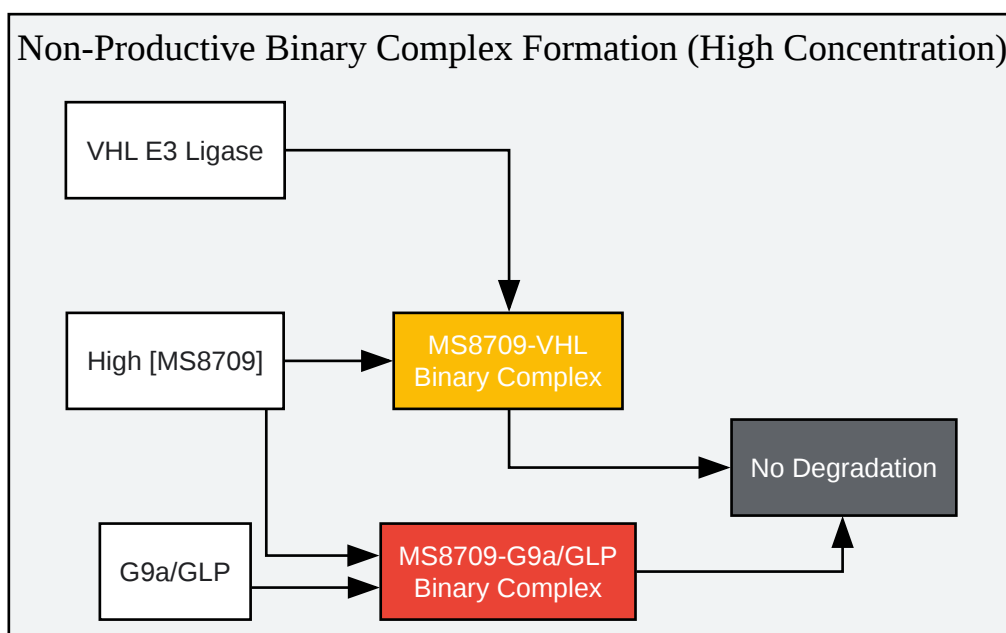 Non-Productive Binary Complex Formation (High Concentration)
VHL E3 Ligase
High [MS8709]
MS8709-VHL
Binary Complex
No Degradation
G9a/GLP
MS8709-G9a/GLP
Binary Complex